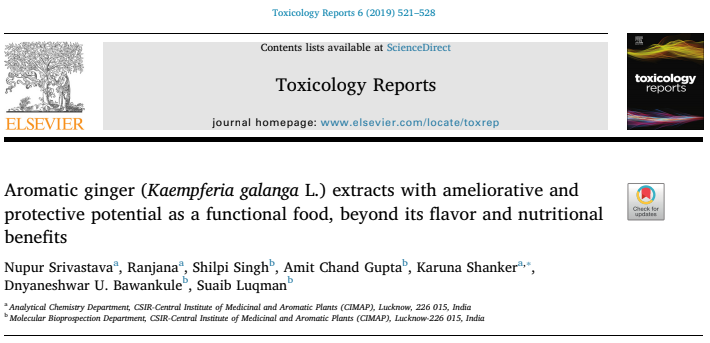 Toxicology Reports 6 (2019) 521–528
Contents lists available at ScienceDirect
Toxicology Reports
journal homepage: www.elsevier.com/locate/toxrep
ELSEVIER
toxicology
reports
Aromatic ginger (Kaempferia galanga L.) extracts with ameliorative and
protective potential as a functional food, beyond its flavor and nutritional
benefits
Check for
updates
Nupur Srivastavaa, Ranjanaa, Shilpi Singhb, Amit Chand Guptab, Karuna Shankera,⁎,
Dnyaneshwar U. Bawankuleb, Suaib Luqmanb
a Analytical Chemistry Department, CSIR-Central Institute of Medicinal and Aromatic Plants (CIMAP), Lucknow, 226 015, India
b Molecular Bioprospection Department, CSIR-Central Institute of Medicinal and Aromatic Plants (CIMAP), Lucknow-226 015, India